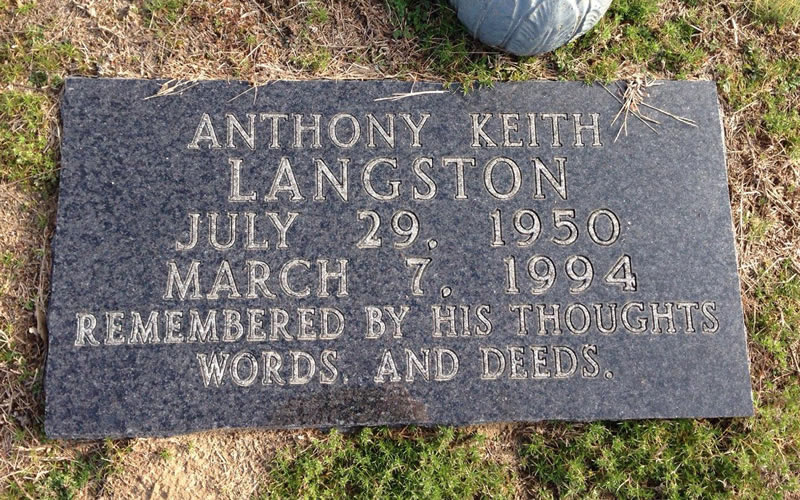 ANTHONY KEITH
LANGSTON
JULY 29, 1950
MARCH 7, 1994
REMEMBERED BY HIS THOUGHTS
WORDS, AND DEEDS.